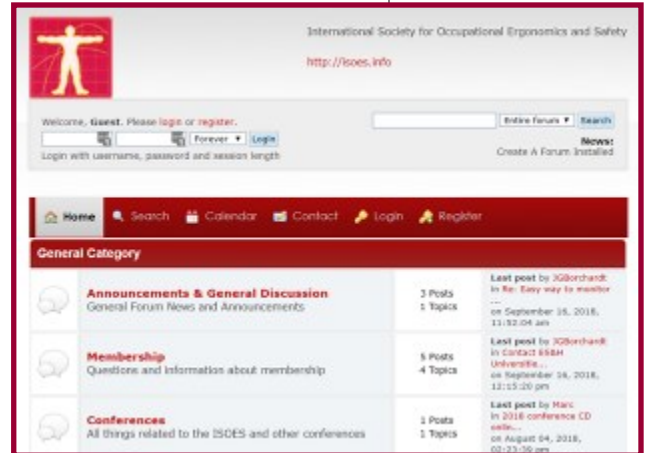 International Society for Occupational Ergonomics and Safety
http://isoes.info
Welcome, Guest. Please login or register.
Forever Login
Login with username, password and session length
Entire forum Search
News:
Create A Forum Installed
Home Search Calendar Contact Login Register
General Category
Announcements & General Discussion
General Forum News and Announcements
3 Posts
1 Topics
Last post by JGBorchardt
in Re: Easy way to monitor
...
on September 16, 2018,
11:52:04 am
Membership
Questions and information about membership
5 Posts
4 Topics
Last post by JGBorchardt
in Contact ES&H
Universitie...
on September 16, 2018,
12:15:20 pm
Conferences
All things related to the ISOES and other conferences
1 Posts
1 Topics
Last post by Marc
in 2018 conference CD
onlin...
on August 04, 2018,
02:23:39 pm